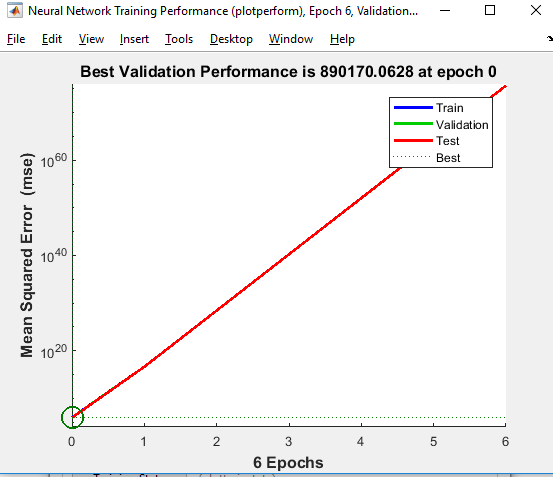 Neural Network Training Performance (plotperform), Epoch 6, Validation...
File Edit View Insert Tools Desktop Window Help
Best Validation Performance is 890170.0628 at epoch 0
Mean Squared Error (mse)
10^60
10^40
10^20
Train
Validation
Test
Best
0 1 2 3 4 5 6
6 Epochs